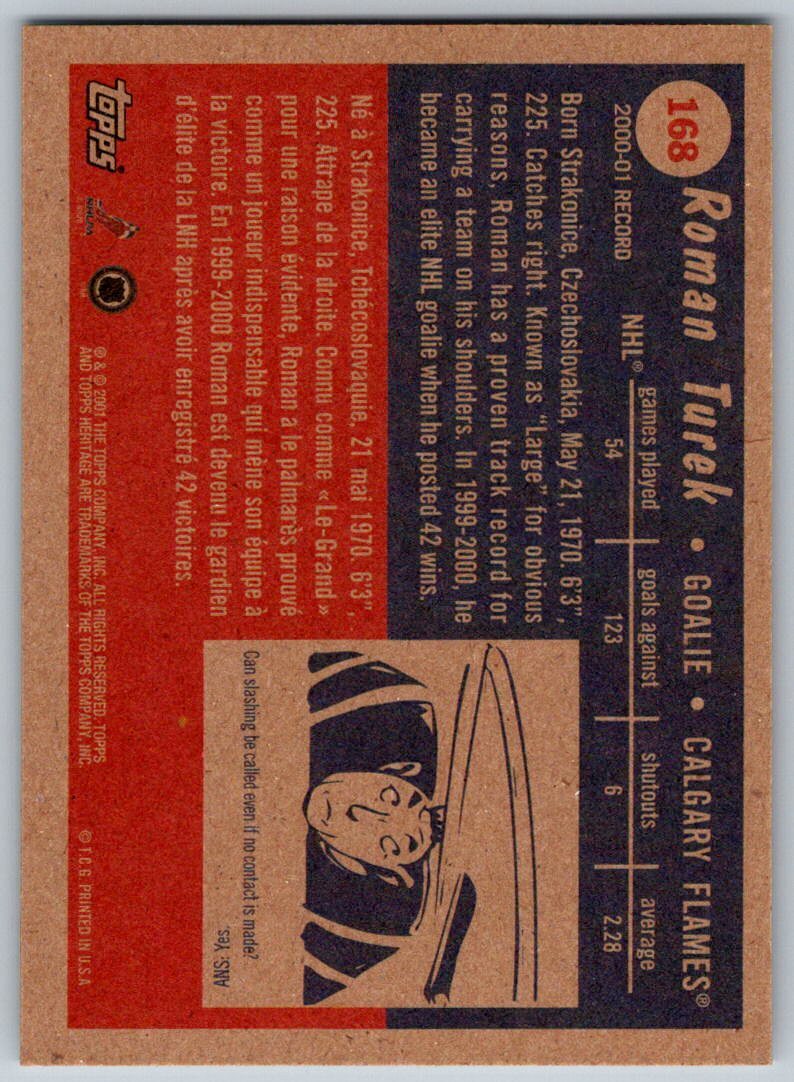 168
Roman Turek • GOALIE • CALGARY FLAMES®
2000-01 RECORD
games played goals against shutouts average
NHL® 54 123 6 2.28
Born Strakonice, Czechoslovakia, May 21, 1970. 6'3",
225. Catches right. Known as "Large" for obvious
reasons, Roman has a proven track record for
carrying a team on his shoulders. In 1999-2000, he
became an elite NHL goalie when he posted 42 wins.
Né à Strakonice, Tchécoslovaquie, 21 mai 1970. 6'3",
225. Attrape de la droite. Connu comme «Le-Grand»
pour une raison évidente, Roman a le palmarès prouvé
comme un joueur indispensable qui mène son équipe à
la victoire. En 1999-2000 Roman est devenu le gardien
d'élite de la LNH après avoir enregistré 42 victoires.
Can slashing be called even if no contact is made?
ANS: Yes.
topps®
NHLPA
® & © 2001 THE TOPPS COMPANY, INC. ALL RIGHTS RESERVED. TOPPS
AND TOPPS HERITAGE ARE TRADEMARKS OF THE TOPPS COMPANY, INC.
© T.C.G. PRINTED IN U.S.A